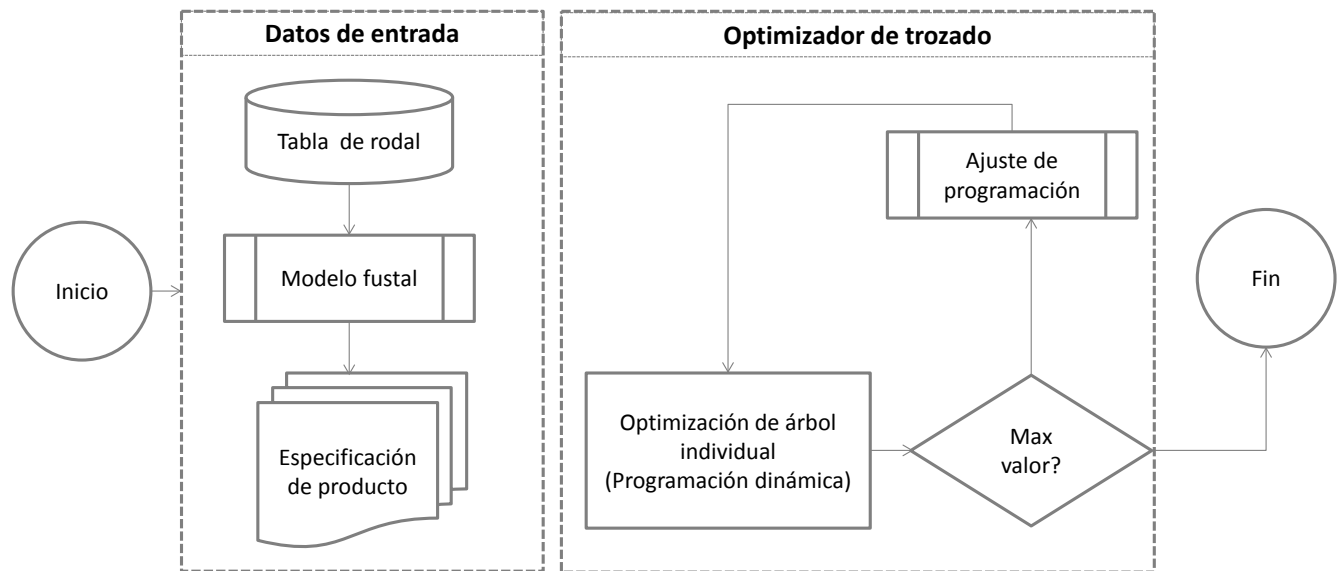 Datos de entrada
Optimizador de trozado
Tabla de rodal
Modelo fustal
Especificación
de producto
Inicio
Ajuste de
programación
Optimización de árbol
individual
(Programación dinámica)
Max
valor?
Fin